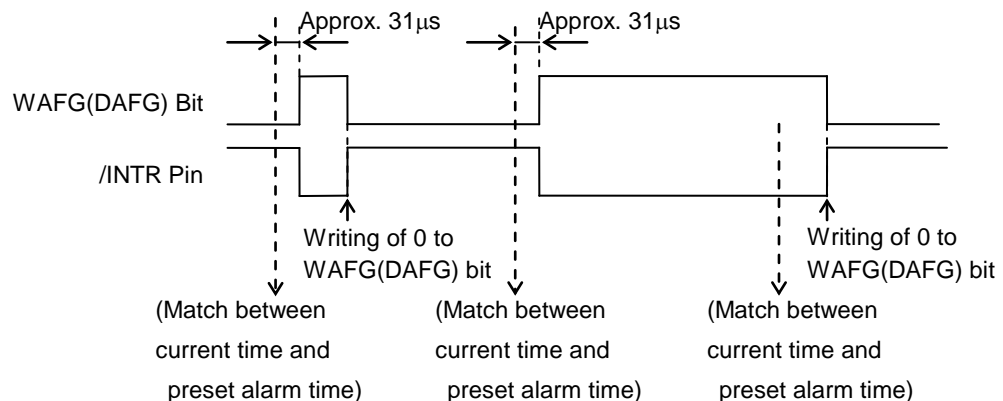 Approx. 31μs Approx. 31μs
WAFG(DAFG) Bit
/INTR Pin
Writing of 0 to
WAFG(DAFG) bit
Writing of 0 to
WAFG(DAFG) bit
(Match between
current time and
preset alarm time)
(Match between
current time and
preset alarm time)
(Match between
current time and
preset alarm time)